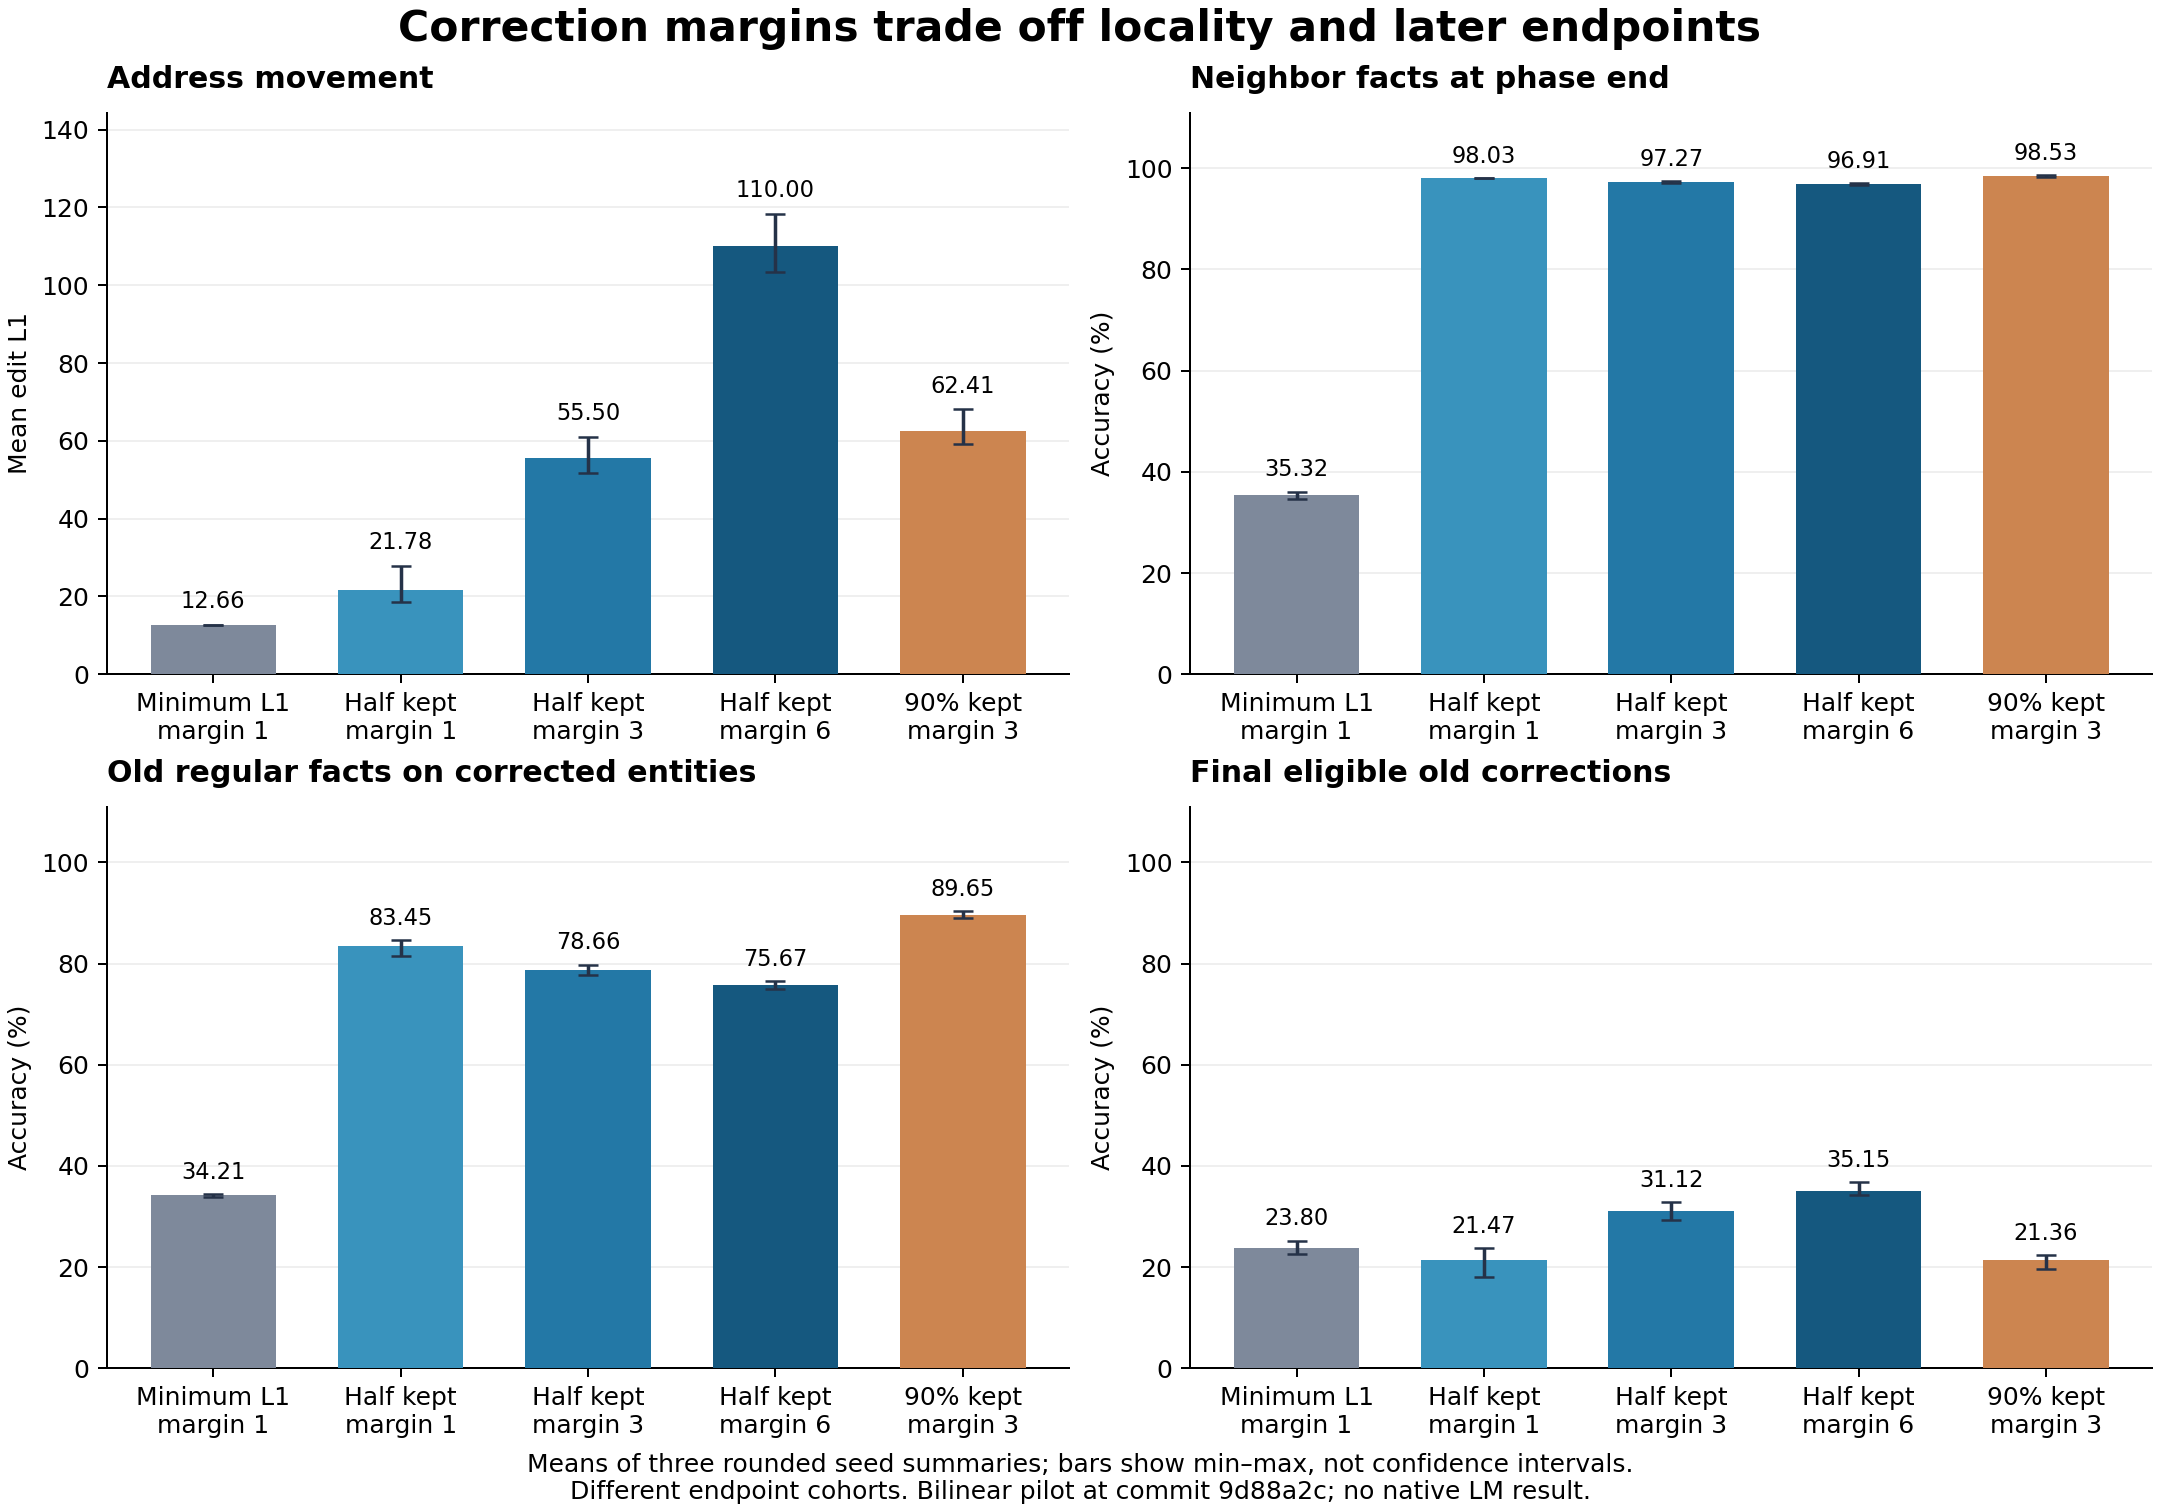 Correction margins trade off locality and later endpoints
Address movement
Mean edit L1
140
120
100
80
60
40
20
0
12.66
21.78
55.50
110.00
62.41
Minimum L1
margin 1
Half kept
margin 1
Half kept
margin 3
Half kept
margin 6
90% kept
margin 3
Neighbor facts at phase end
Accuracy (%)
100
80
60
40
20
0
35.32
98.03
97.27
96.91
98.53
Minimum L1
margin 1
Half kept
margin 1
Half kept
margin 3
Half kept
margin 6
90% kept
margin 3
Old regular facts on corrected entities
Accuracy (%)
100
80
60
40
20
0
34.21
83.45
78.66
75.67
89.65
Minimum L1
margin 1
Half kept
margin 1
Half kept
margin 3
Half kept
margin 6
90% kept
margin 3
Final eligible old corrections
Accuracy (%)
100
80
60
40
20
0
23.80
21.47
31.12
35.15
21.36
Minimum L1
margin 1
Half kept
margin 1
Half kept
margin 3
Half kept
margin 6
90% kept
margin 3
Means of three rounded seed summaries; bars show min–max, not confidence intervals.
Different endpoint cohorts. Bilinear pilot at commit 9d88a2c; no native LM result.